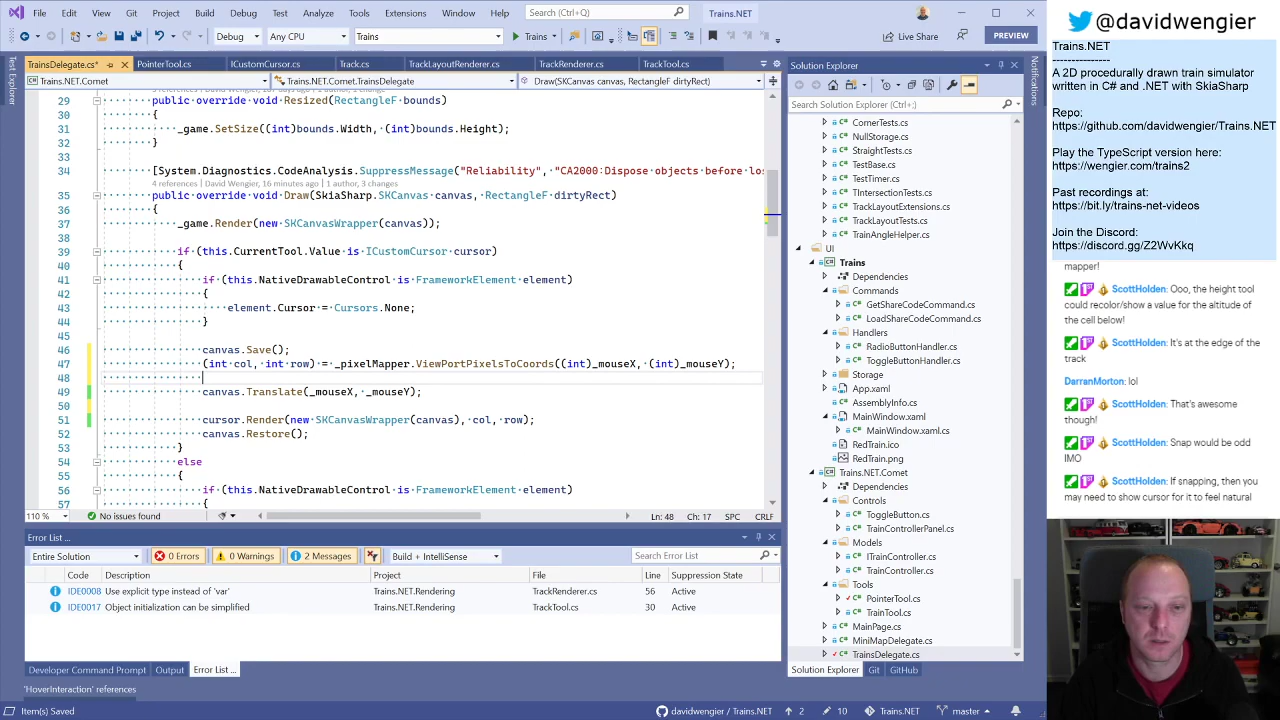 File Edit View Git Project Build Debug Test Analyze Tools Extensions Window Help Search (Ctrl+Q) Trains.NET
Debug Any CPU Trains Trains Live Share PREVIEW
Test Explorer
TrainsDelegate.cs* PointerTool.cs ICustomCursor.cs Track.cs TrackLayoutRenderer.cs TrackRenderer.cs TrackTool.cs
Trains.NET.Comet Trains.NET.Comet.TrainsDelegate Draw(SKCanvas canvas, RectangleF dirtyRect)
29 public override void Resized(RectangleF bounds)
30 {
31 _game.SetSize((int)bounds.Width, (int)bounds.Height);
32 }
33
34 [System.Diagnostics.CodeAnalysis.SuppressMessage("Reliability", "CA2000:Dispose objects before los
4 references | David Wengier, 16 minutes ago | 1 author, 3 changes
35 public override void Draw(SkiaSharp.SKCanvas canvas, RectangleF dirtyRect)
36 {
37 _game.Render(new SKCanvasWrapper(canvas));
38
39 if (this.CurrentTool.Value is ICustomCursor cursor)
40 {
41 if (this.NativeDrawableControl is FrameworkElement element)
42 {
43 element.Cursor = Cursors.None;
44 }
45
46 canvas.Save();
47 (int col, int row) = _pixelMapper.ViewPortPixelsToCoords((int)_mouseX, (int)_mouseY);
48
49 canvas.Translate(_mouseX, _mouseY);
50
51 cursor.Render(new SKCanvasWrapper(canvas), col, row);
52 canvas.Restore();
53 }
54 else
55 {
56 if (this.NativeDrawableControl is FrameworkElement element)
57 {
110 % No issues found Ln: 48 Ch: 17 SPC CRLF
Error List ...
Entire Solution 0 Errors 0 Warnings 2 Messages Build + IntelliSense Search Error List
Code Description Project File Line Suppression State
IDE0008 Use explicit type instead of 'var' Trains.NET.Rendering TrackRenderer.cs 56 Active
IDE0017 Object initialization can be simplified Trains.NET.Rendering TrackTool.cs 30 Active
Developer Command Prompt Output Error List ...
'HoverInteraction' references
Item(s) Saved davidwengier/Trains.NET 2 10 Trains.NET master
Solution Explorer
Search Solution Explorer (Ctrl+;)
CornerTests.cs
NullStorage.cs
StraightTests.cs
TestBase.cs
TestTimer.cs
TIntersectionTests.cs
TrackLayoutExtensions.cs
TrackLayoutTests.cs
TrainAngleHelper.cs
UI
Trains
Dependencies
Commands
GetShareCodeCommand.cs
LoadShareCodeCommand.cs
Handlers
RadioButtonHandler.cs
ToggleButtonHandler.cs
Storage
App.xaml
AssemblyInfo.cs
MainWindow.xaml
MainWindow.xaml.cs
RedTrain.ico
RedTrain.png
Trains.NET.Comet
Dependencies
Controls
ToggleButton.cs
TrainControllerPanel.cs
Models
ITrainController.cs
TrainController.cs
Tools
PointerTool.cs
TrainTool.cs
MainPage.cs
MiniMapDelegate.cs
TrainsDelegate.cs
Solution Explorer Git GitHub
Notifications
@davidwengier
Trains.NET
--------------
A 2D procedurally drawn train simulator
written in C# and .NET with SkiaSharp
Repo:
https://github.com/davidwengier/Trains.NET
Play the TypeScript version here:
https://wengier.com/trains2
Past recordings at:
https://bit.ly/trains-net-videos
Join the Discord:
https://discord.gg/Z2WvKkq
mapper!
ScottHolden: Ooo, the height tool
could recolor/show a value for the altitude of
the cell below!
ScottHolden: It's at the edge of the
track
DarranMorton: lol
ScottHolden: That's awesome
though!
ScottHolden: Snap would be odd
IMO
ScottHolden: If snapping, then you
may need to show cursor for it to feel natural